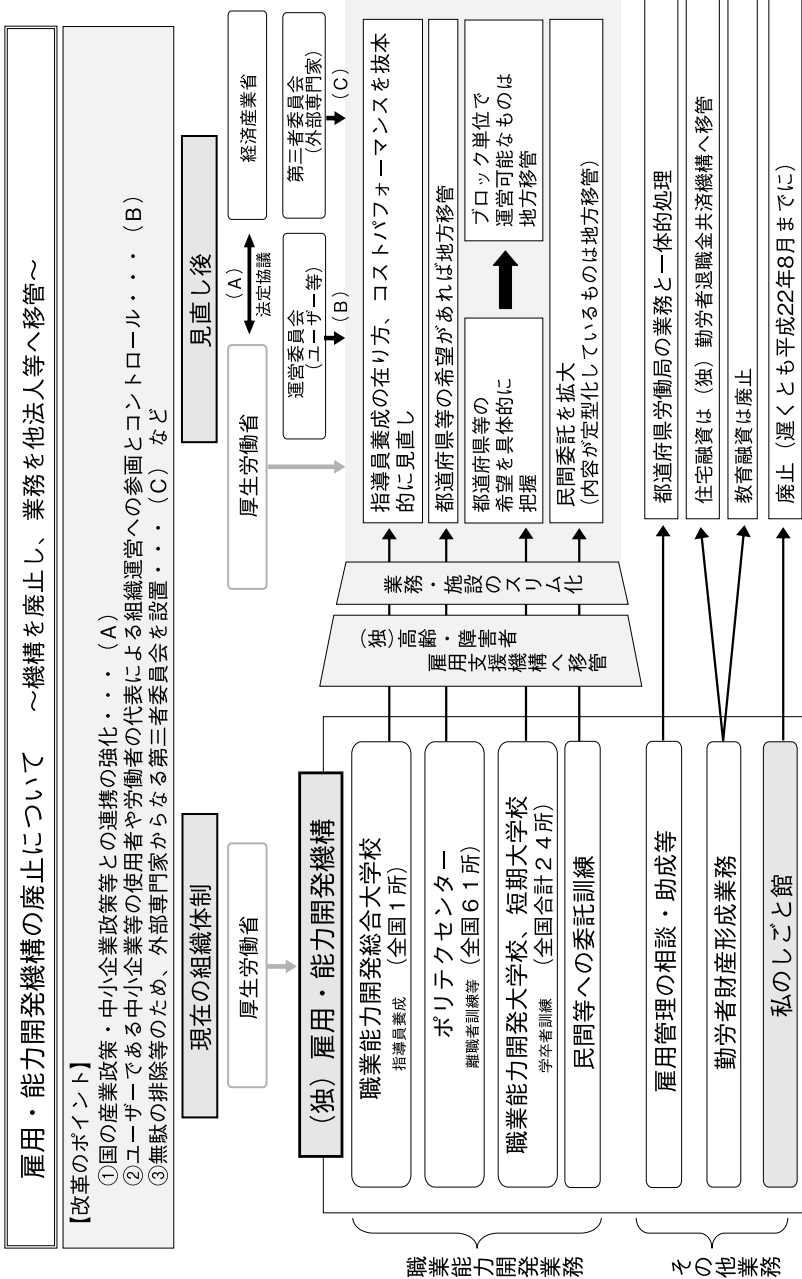 雇用・能力開発機構の廃止について　～機構を廃止し、業務を他法人等へ移管～
【改革のポイント】
①国の産業政策・中小企業政策等との連携の強化・・・（A）
②ユーザーである中小企業等の使用者や労働者の代表による組織運営への参画とコントロール・・・（B）
③無駄の排除等のため、外部専門家からなる第三者委員会を設置・・・（C）　など
現在の組織体制
厚生労働省
（独）雇用・能力開発機構
職業能力開発業務
職業能力開発総合大学校
指導員養成　（全国１所）
ポリテクセンター
離職者訓練等　（全国６１所）
職業能力開発大学校、短期大学校
学卒者訓練　（全国合計２４所）
民間等への委託訓練
その他業務
雇用管理の相談・助成等
勤労者財産形成業務
私のしごと館
（独）高齢・障害者
雇用支援機構へ移管
業務・施設のスリム化
見直し後
厚生労働省
（A）
法定協議
経済産業省
運営委員会
（ユーザー等）
（B）
第三者委員会
（外部専門家）
（C）
指導員養成の在り方、コストパフォーマンスを抜本
的に見直し
都道府県等の希望があれば地方移管
都道府県等の
希望を具体的に
把握
ブロック単位で
運営可能なものは
地方移管
民間委託を拡大
（内容が定型化しているものは地方移管）
都道府県労働局の業務と一体的処理
住宅融資は（独）勤労者退職金共済機構へ移管
教育融資は廃止
廃止（遅くとも平成22年8月までに）